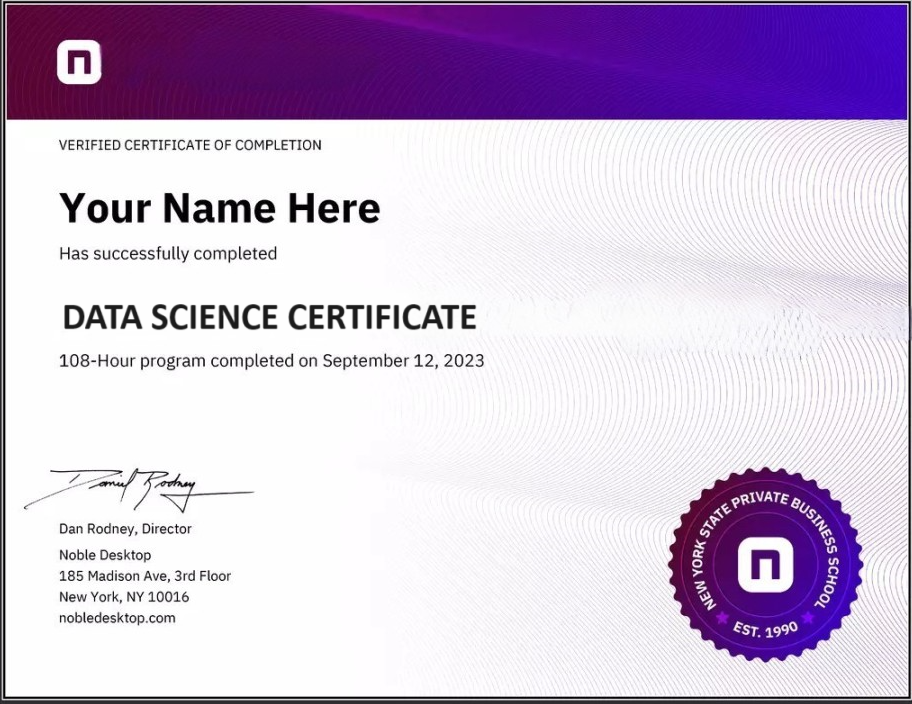 VERIFIED CERTIFICATE OF COMPLETION
Your Name Here
Has successfully completed
DATA SCIENCE CERTIFICATE
108-Hour program completed on September 12, 2023
Daniel Rodney
Dan Rodney, Director
Noble Desktop
185 Madison Ave, 3rd Floor
New York, NY 10016
nobledesktop.com
NEW YORK STATE PRIVATE BUSINESS SCHOOL
n
EST. 1990